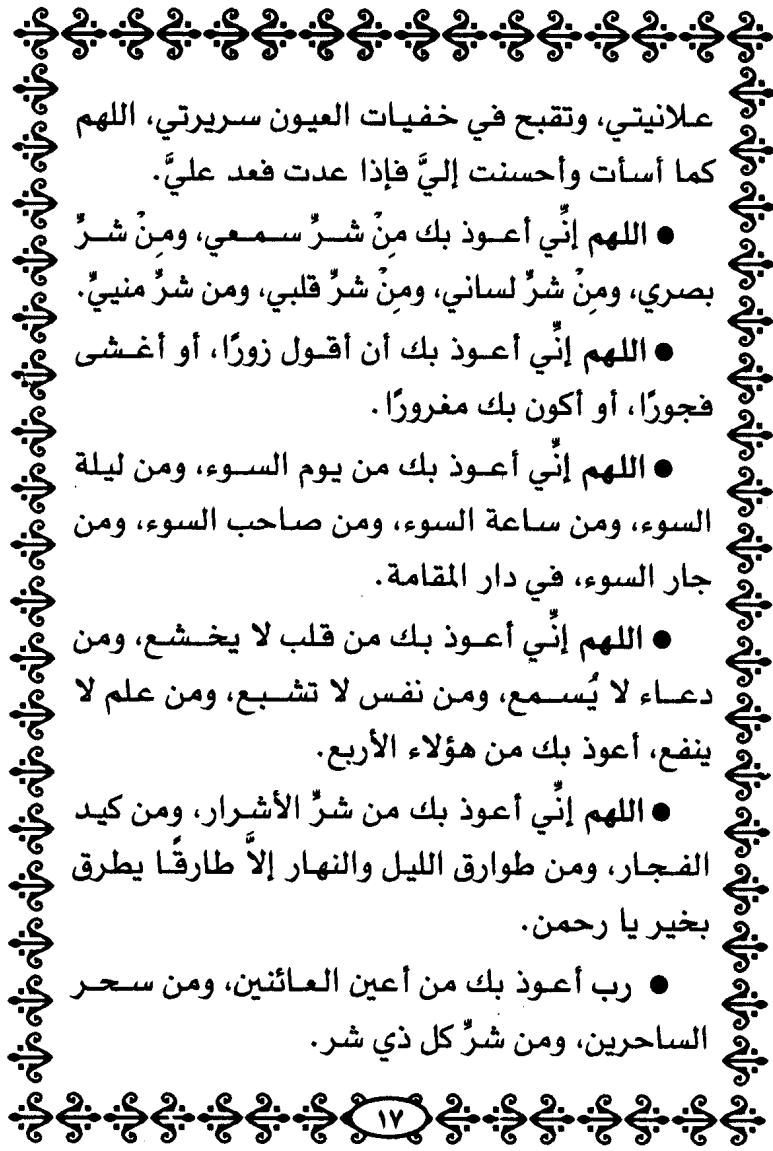 علانيتي، وتقبح في خفيات العيون سريرتي، اللهم
كما أسأت وأحسنت إليَّ فإذا عدت فعد عليَّ.
● اللهم إنِّي أعوذ بك منْ شرِّ سمعي، ومنْ شرِّ
بصري، ومِنْ شرِّ لساني، ومِنْ شرِّ قلبي، ومن شرِّ منييِّ.
● اللهم إنِّي أعوذ بك أن أقول زورًا، أو أغشى
فجورًا، أو أكون بك مغرورًا.
● اللهم إنِّي أعوذ بك من يوم السوء، ومن ليلة
السوء، ومن ساعة السوء، ومن صاحب السوء، ومن
جار السوء، في دار المقامة.
● اللهم إنِّي أعوذ بك من قلب لا يخشع، ومن
دعاء لا يُسمع، ومن نفس لا تشبع، ومن علم لا
ينفع، أعوذ بك من هؤلاء الأربع.
● اللهم إنِّي أعوذ بك من شرِّ الأشرار، ومن كيد
الفجار، ومن طوارق الليل والنهار إلاَّ طارقًا يطرق
بخير يا رحمن.
● رب أعوذ بك من أعين العائنين، ومن سحر
الساحرين، ومن شرِّ كل ذي شر.
١٧